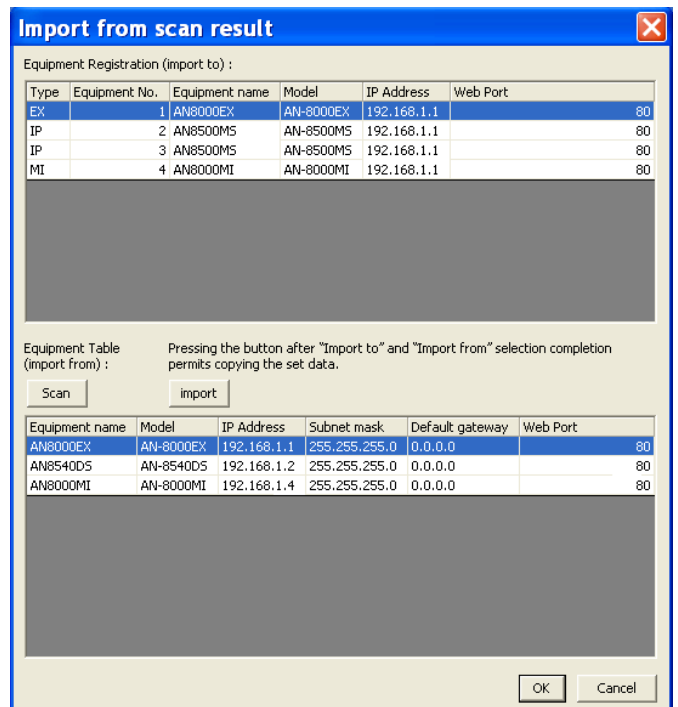 Import from scan result
Equipment Registration (import to) :
Type Equipment No. Equipment name Model IP Address Web Port
EX 1 AN8000EX AN-8000EX 192.168.1.1 80
IP 2 AN8500MS AN-8500MS 192.168.1.1 80
IP 3 AN8500MS AN-8500MS 192.168.1.1 80
MI 4 AN8000MI AN-8000MI 192.168.1.1 80
Equipment Table (import from) :
Pressing the button after "Import to" and "Import from" selection completion
permits copying the set data.
Scan import
Equipment name Model IP Address Subnet mask Default gateway Web Port
AN8000EX AN-8000EX 192.168.1.1 255.255.255.0 0.0.0.0 80
AN8540DS AN-8540DS 192.168.1.2 255.255.255.0 0.0.0.0 80
AN8000MI AN-8000MI 192.168.1.4 255.255.255.0 0.0.0.0 80
OK Cancel